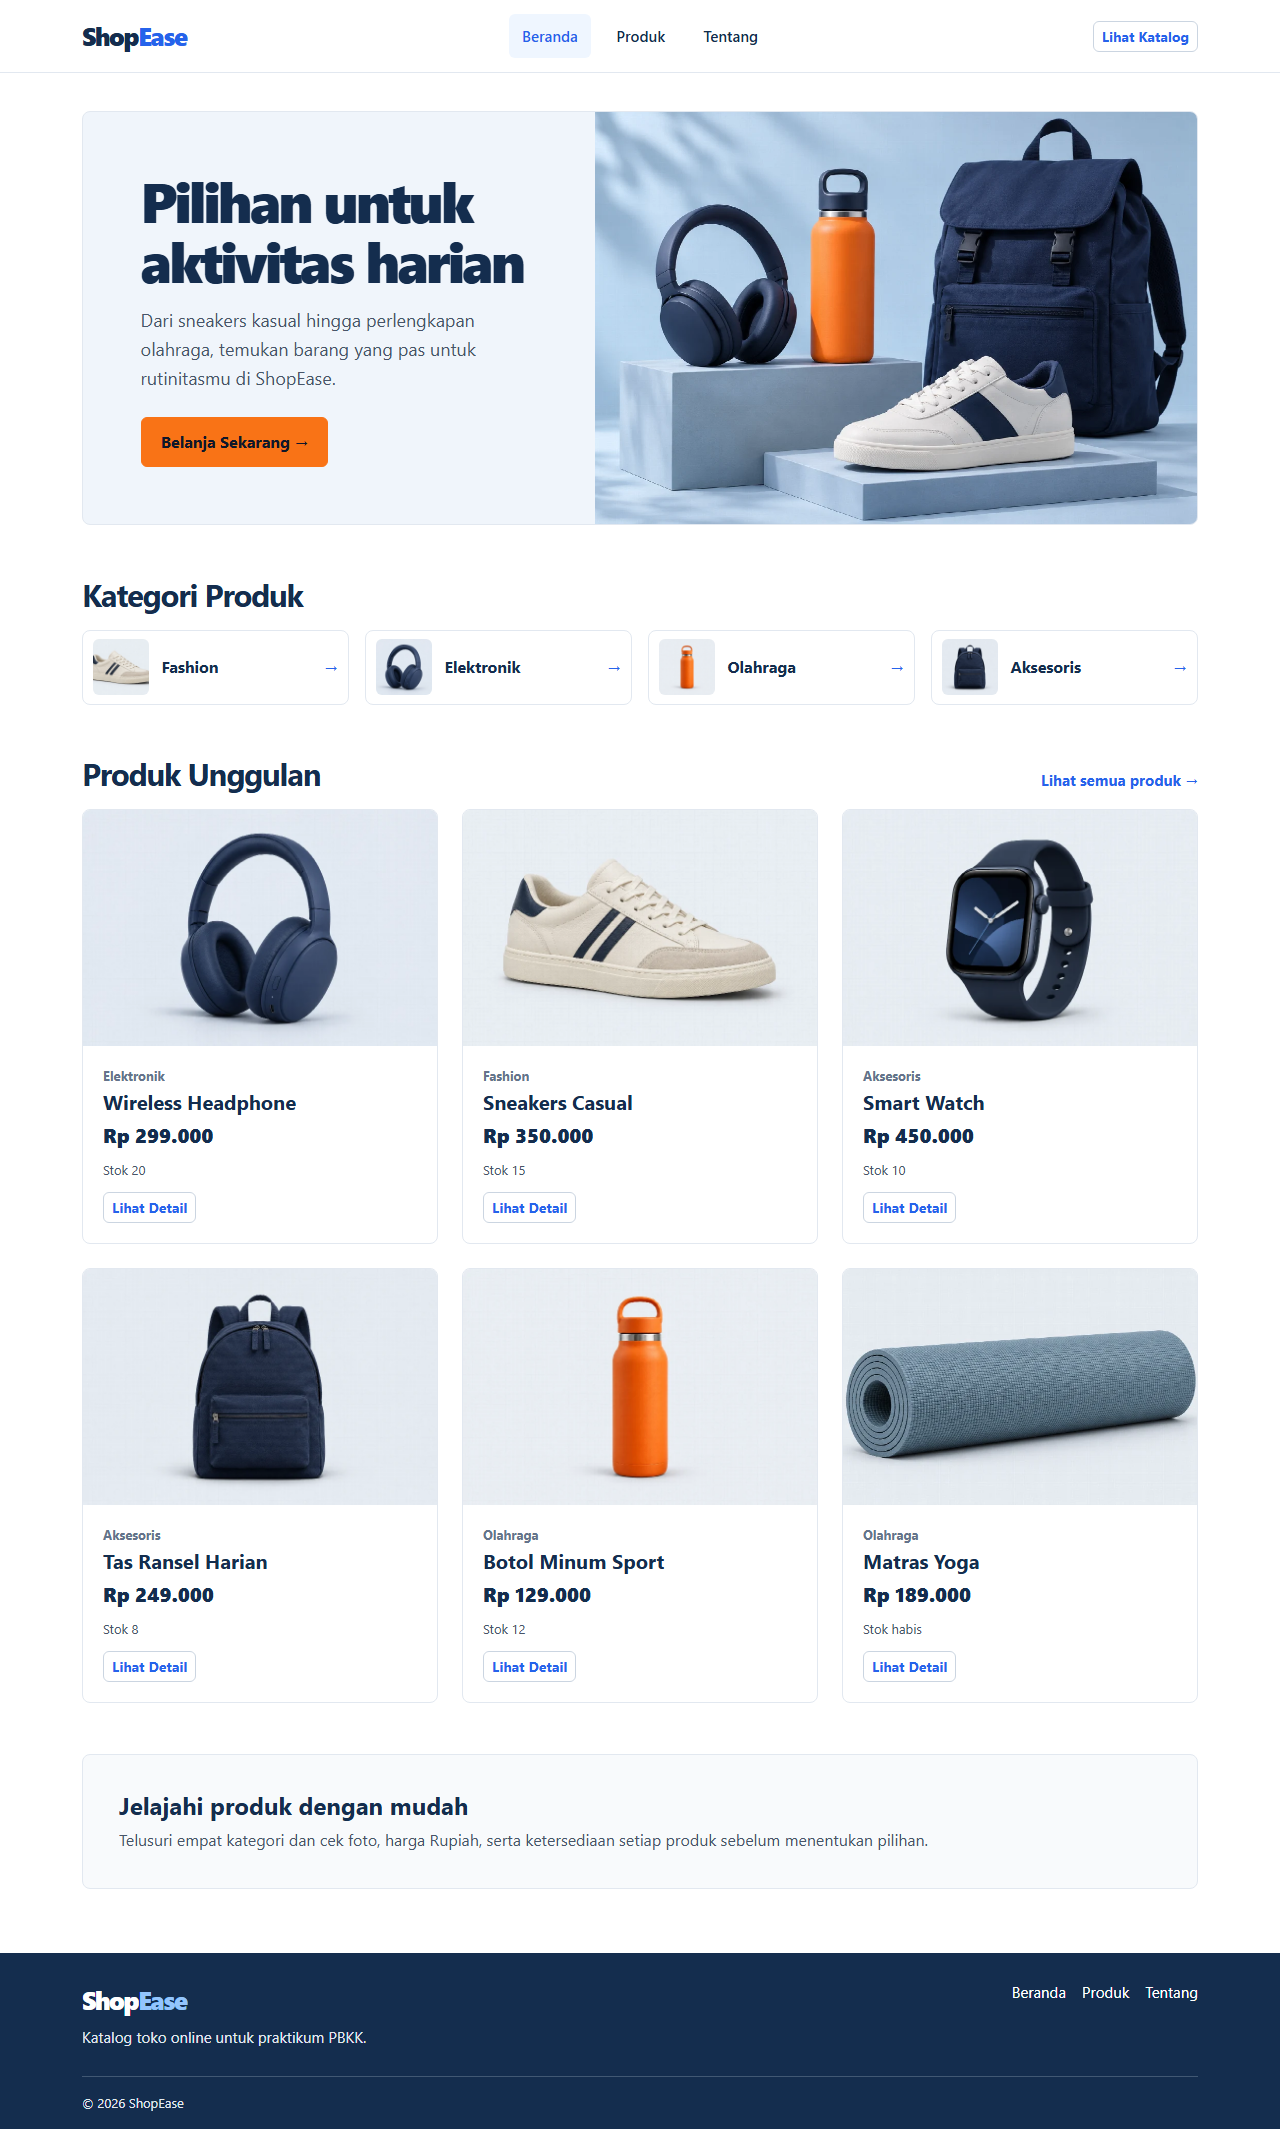 ShopEase
Beranda
Produk
Tentang
Lihat Katalog
Pilihan untuk
aktivitas harian
Dari sneakers kasual hingga perlengkapan
olahraga, temukan barang yang pas untuk
rutinitasmu di ShopEase.
Belanja Sekarang →
Kategori Produk
Fashion →
Elektronik →
Olahraga →
Aksesoris →
Produk Unggulan
Lihat semua produk →
Elektronik
Wireless Headphone
Rp 299.000
Stok 20
Lihat Detail
Fashion
Sneakers Casual
Rp 350.000
Stok 15
Lihat Detail
Aksesoris
Smart Watch
Rp 450.000
Stok 10
Lihat Detail
Aksesoris
Tas Ransel Harian
Rp 249.000
Stok 8
Lihat Detail
Olahraga
Botol Minum Sport
Rp 129.000
Stok 12
Lihat Detail
Olahraga
Matras Yoga
Rp 189.000
Stok habis
Lihat Detail
Jelajahi produk dengan mudah
Telusuri empat kategori dan cek foto, harga Rupiah, serta ketersediaan setiap produk sebelum menentukan pilihan.
ShopEase
Katalog toko online untuk praktikum PBKK.
Beranda
Produk
Tentang
© 2026 ShopEase